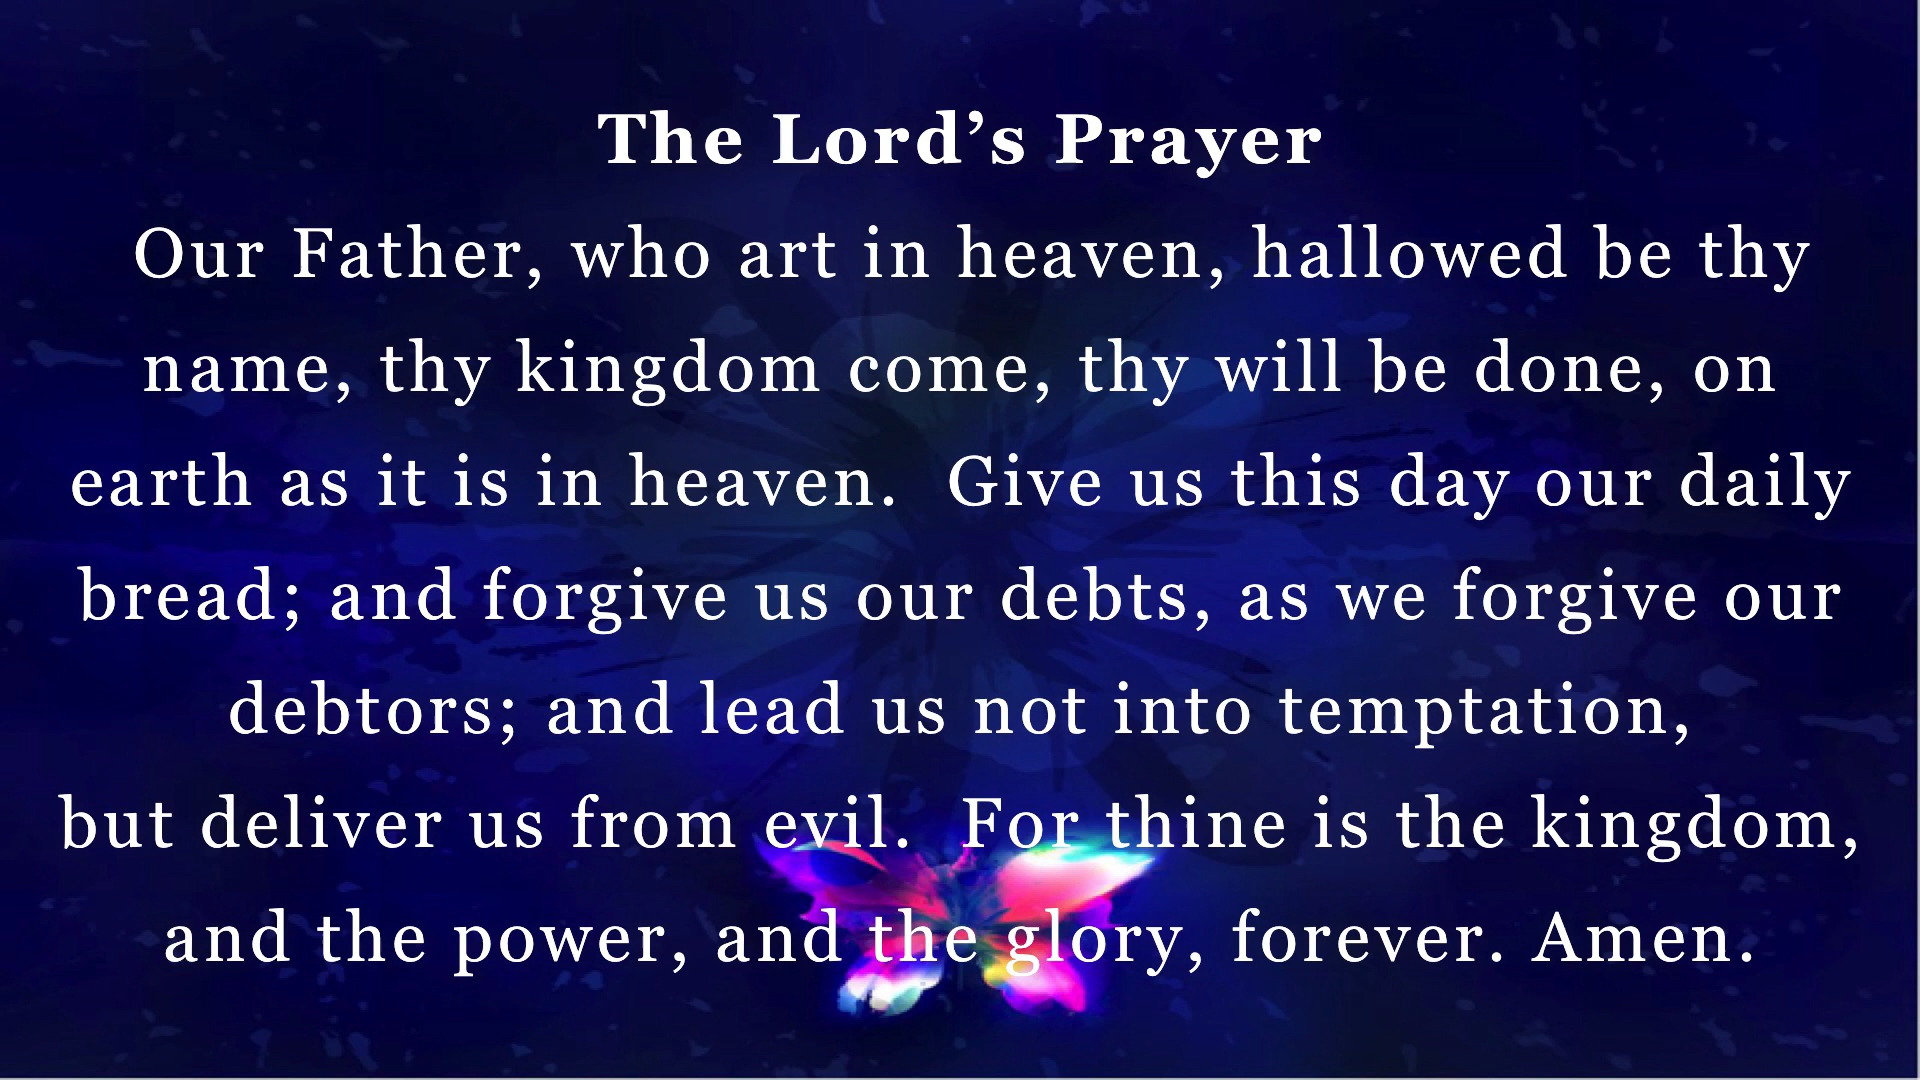 The Lord’s Prayer
Our Father, who art in heaven, hallowed be thy
name, thy kingdom come, thy will be done, on
earth as it is in heaven.  Give us this day our daily
bread; and forgive us our debts, as we forgive our
debtors; and lead us not into temptation,
but deliver us from evil.  For thine is the kingdom,
and the power, and the glory, forever. Amen.